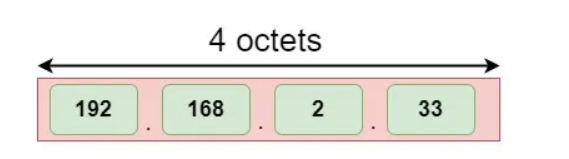 4 octets
192 . 168 . 2 . 33